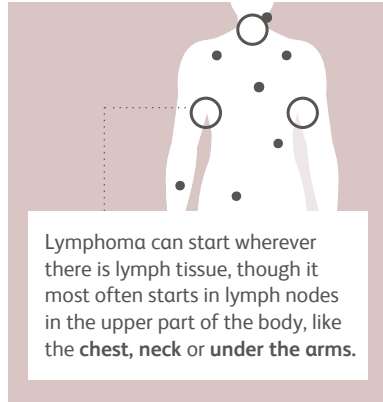 Lymphoma can start wherever
there is lymph tissue, though it
most often starts in lymph nodes
in the upper part of the body, like
the chest, neck or under the arms.